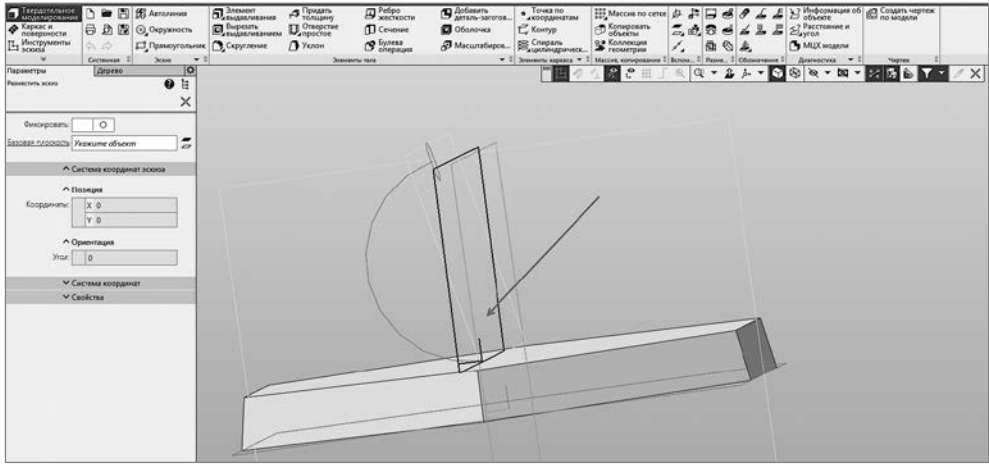 Твердотельное моделирование
Каркас и поверхности
Инструменты эскиза
Системная
Автолиния
Окружность
Прямоугольник
Эскиз
Элемент выдавливания
Вырезать выдавливанием
Скругление
Придать толщину
Отверстие простое
Уклон
Ребро жесткости
Сечение
Булева операция
Добавить деталь-заготов...
Оболочка
Масштабиров...
Элементы тела
Точка по координатам
Контур
Спираль цилиндрическ...
Элементы каркаса
Массив по сетке
Копировать объекты
Коллекция геометрии
Массив, копирование
Вспом...
Разме...
Обозначения
Информация об объекте
Расстояние и угол
МЦХ модели
Диагностика
Создать чертеж по модели
Чертеж
Параметры
Дерево
Разместить эскиз
Фиксировать:
Базовая плоскость
Укажите объект
Система координат эскиза
Позиция
Координаты:
X 0
Y 0
Ориентация
Угол:
0
Система координат
Свойства